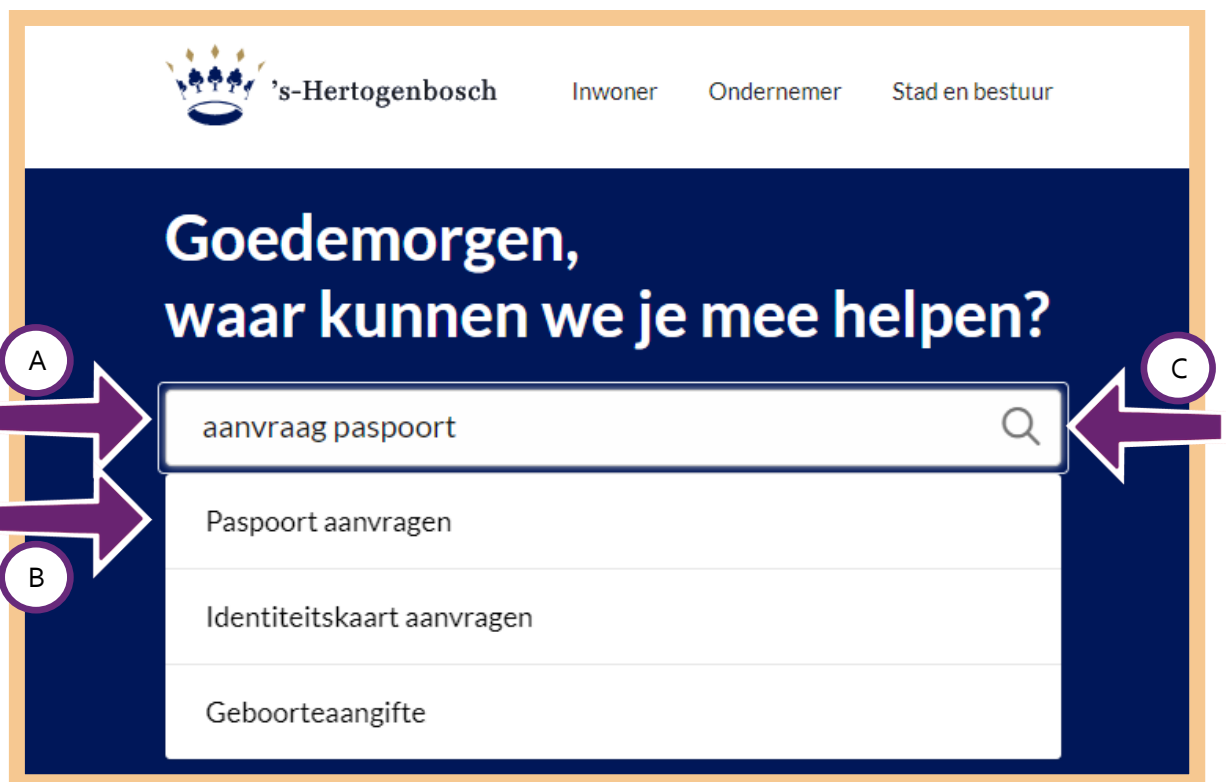 's-Hertogenbosch Inwoner Ondernemer Stad en bestuur
Goedemorgen,
waar kunnen we je mee helpen?
A
C
aanvraag paspoort
Paspoort aanvragen
B
Identiteitskaart aanvragen
Geboorteaangifte